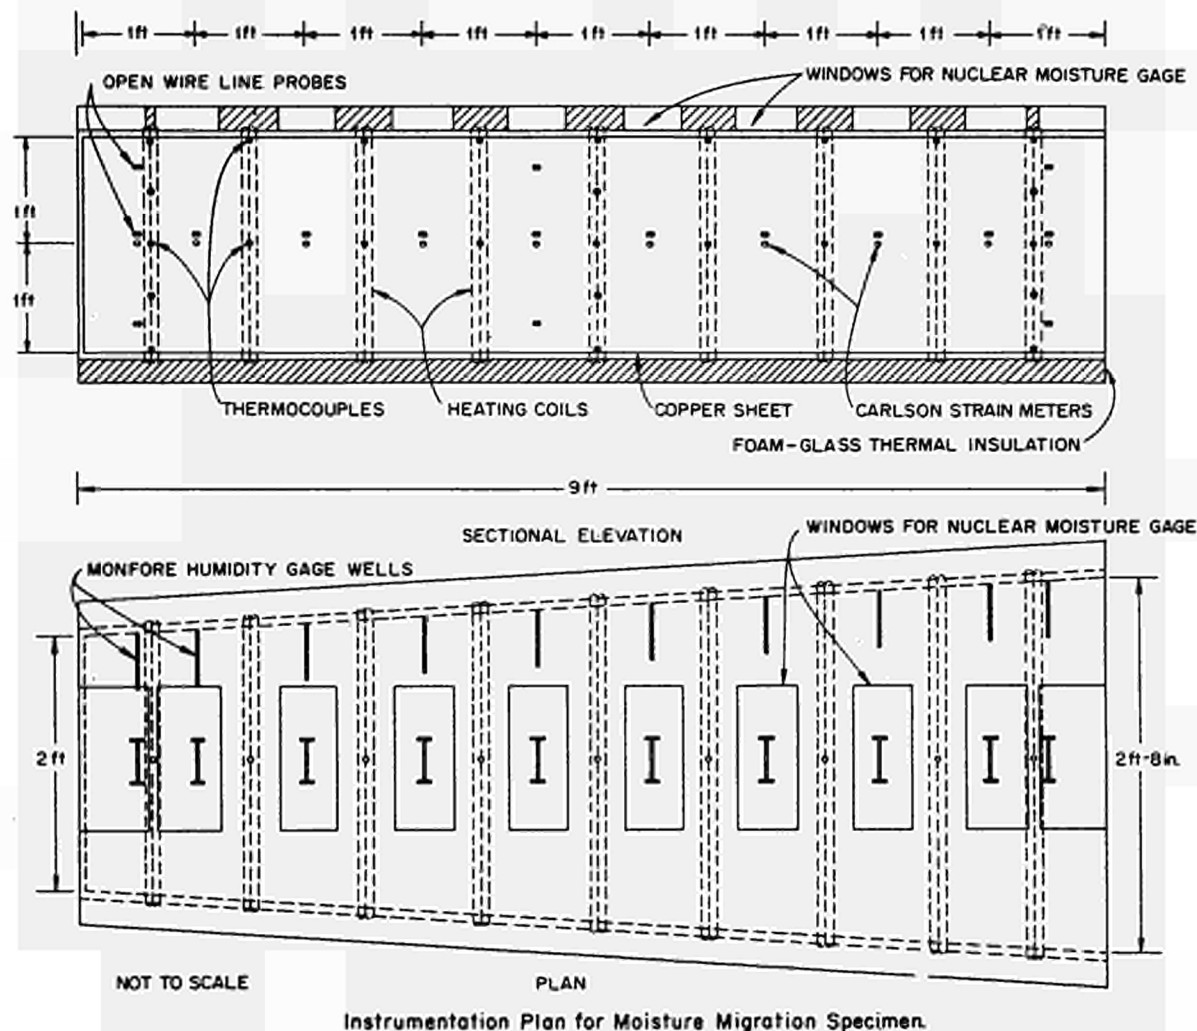 1ft 1ft 1ft 1ft 1ft 1ft 1ft 1ft 1ft
OPEN WIRE LINE PROBES
WINDOWS FOR NUCLEAR MOISTURE GAGE
1ft
1ft
THERMOCOUPLES
HEATING COILS
COPPER SHEET
CARLSON STRAIN METERS
FOAM-GLASS THERMAL INSULATION
9ft
SECTIONAL ELEVATION
WINDOWS FOR NUCLEAR MOISTURE GAGE
MONFORE HUMIDITY GAGE WELLS
2ft
2ft-8in.
NOT TO SCALE
PLAN
Instrumentation Plan for Moisture Migration Specimen.